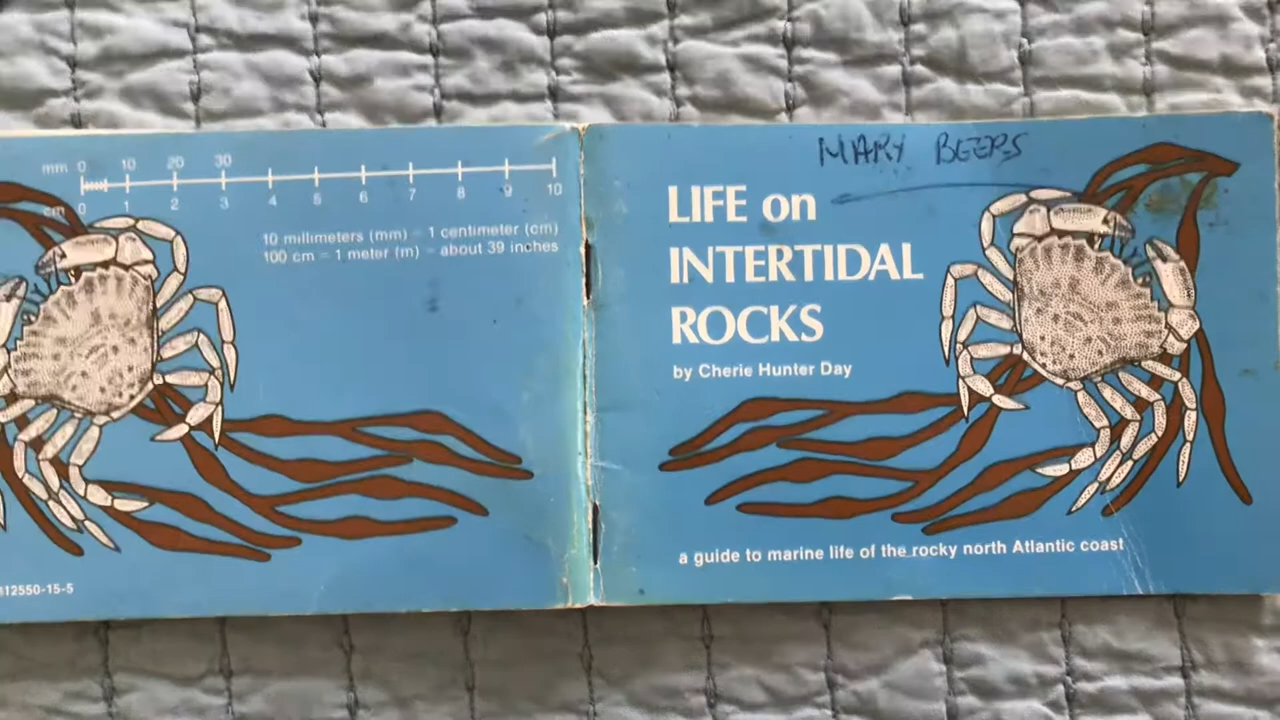 mm 0 10 20 30
cm 0 1 2 3 4 5 6 7 8 9 10
10 millimeters (mm) = 1 centimeter (cm)
100 cm = 1 meter (m) = about 39 inches
12550-15-5
MARY BEEPS
LIFE on
INTERTIDAL
ROCKS
by Cherie Hunter Day
a guide to marine life of the rocky north Atlantic coast